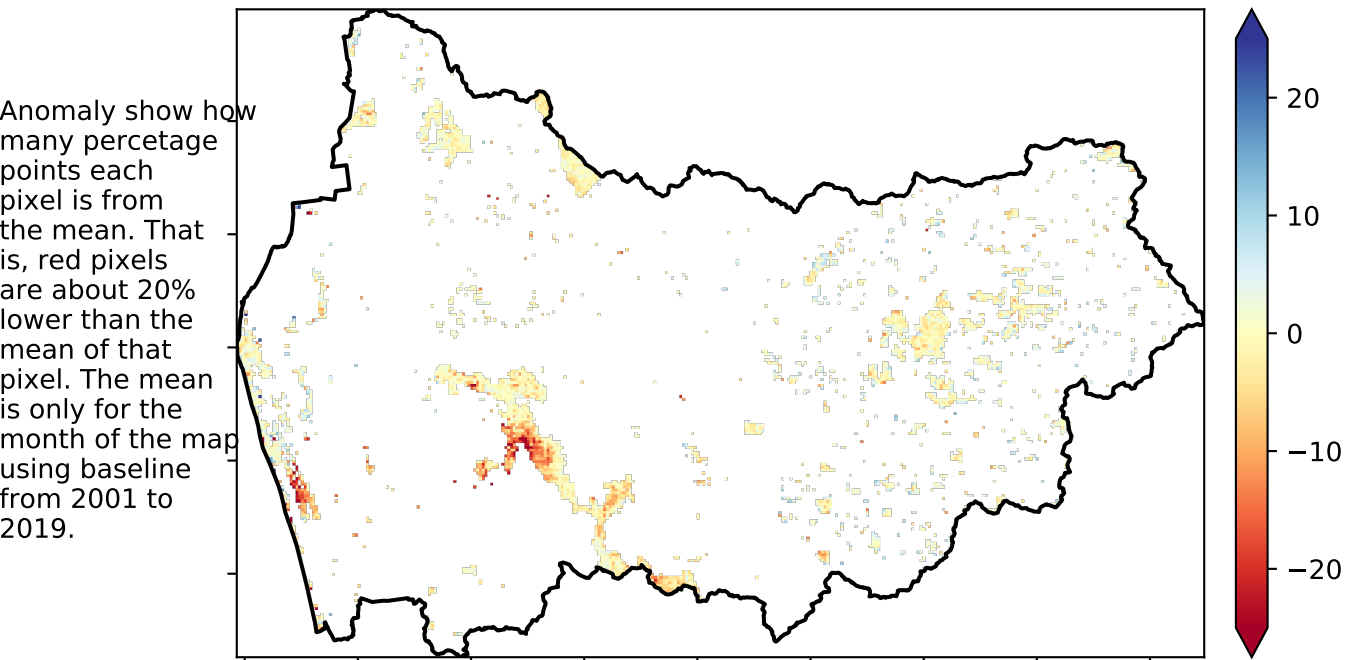 Anomaly show how
many percetage
points each
pixel is from
the mean. That
is, red pixels
are about 20%
lower than the
mean of that
pixel. The mean
is only for the
month of the map
using baseline
from 2001 to
2019.
20
10
0
−10
−20